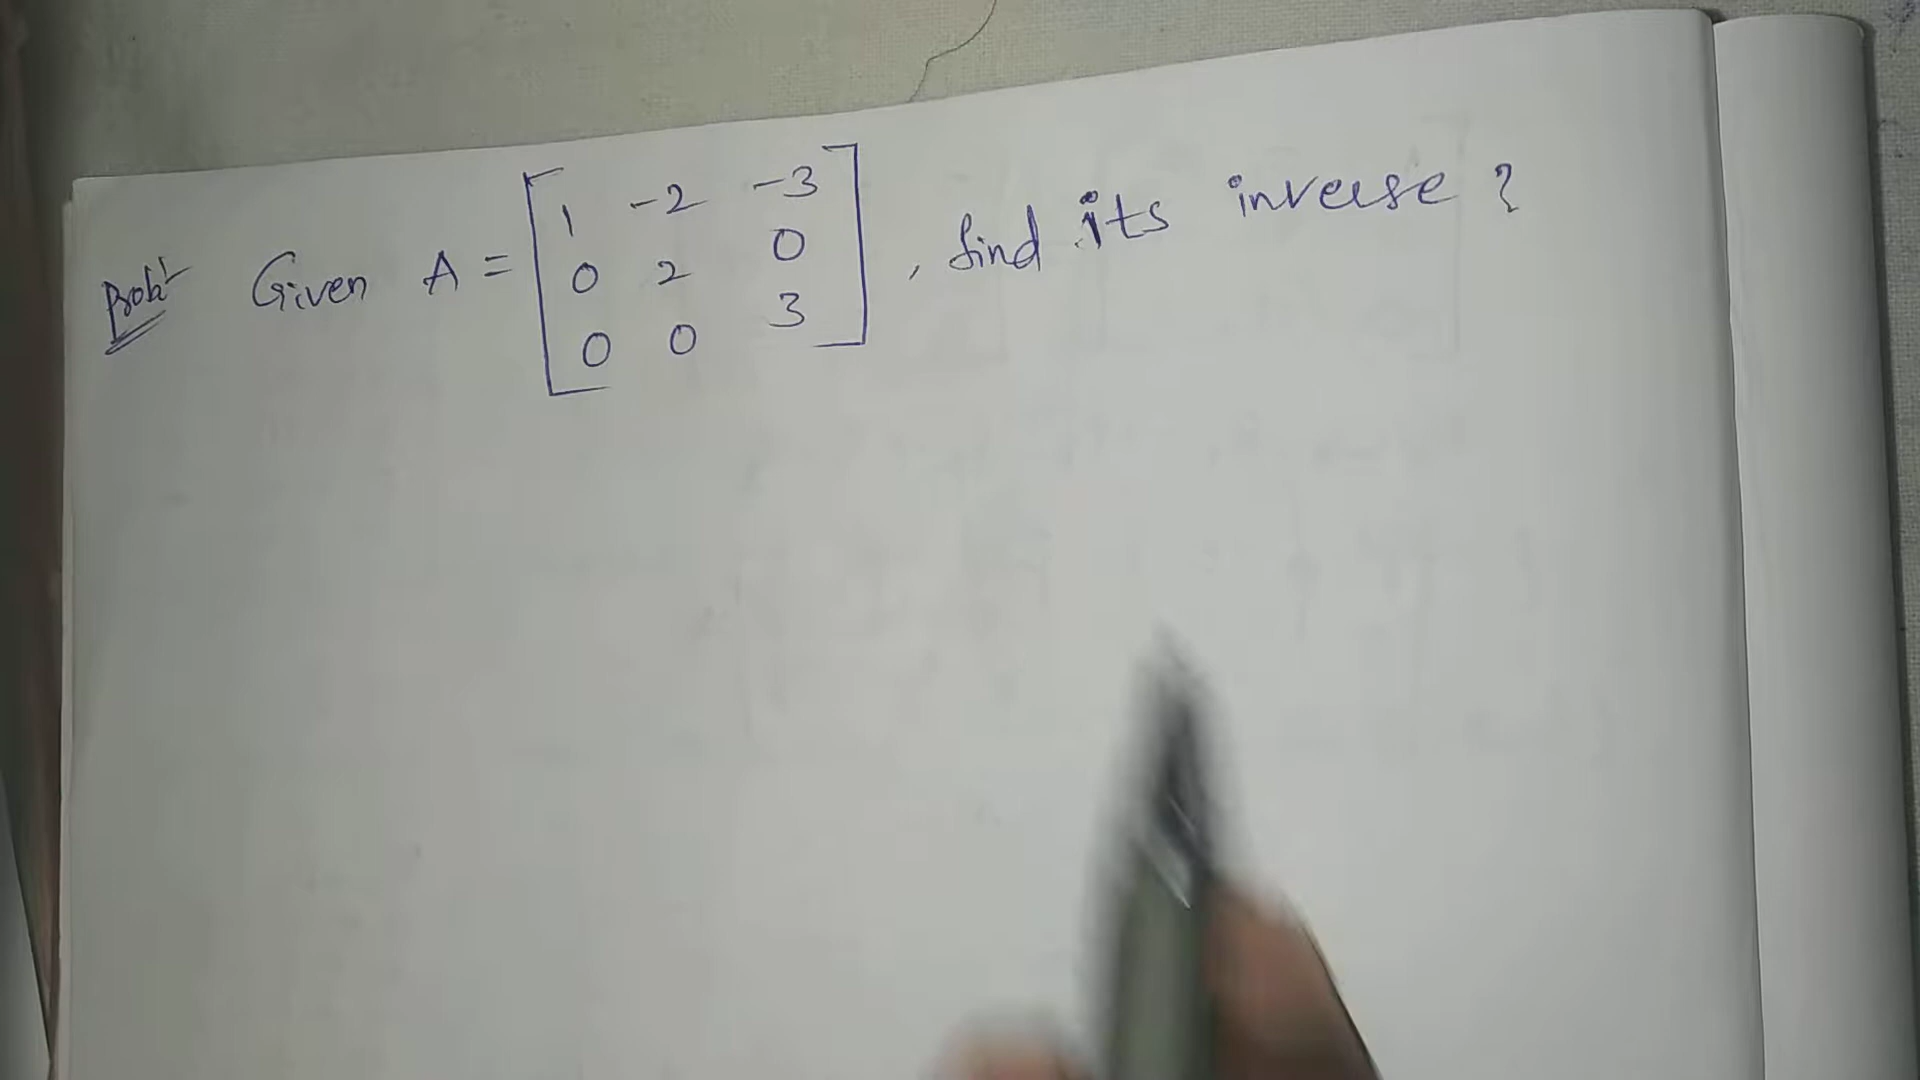 Prob:- Given A = [1 -2 -3
0 2 0
0 0 3], find its inverse?